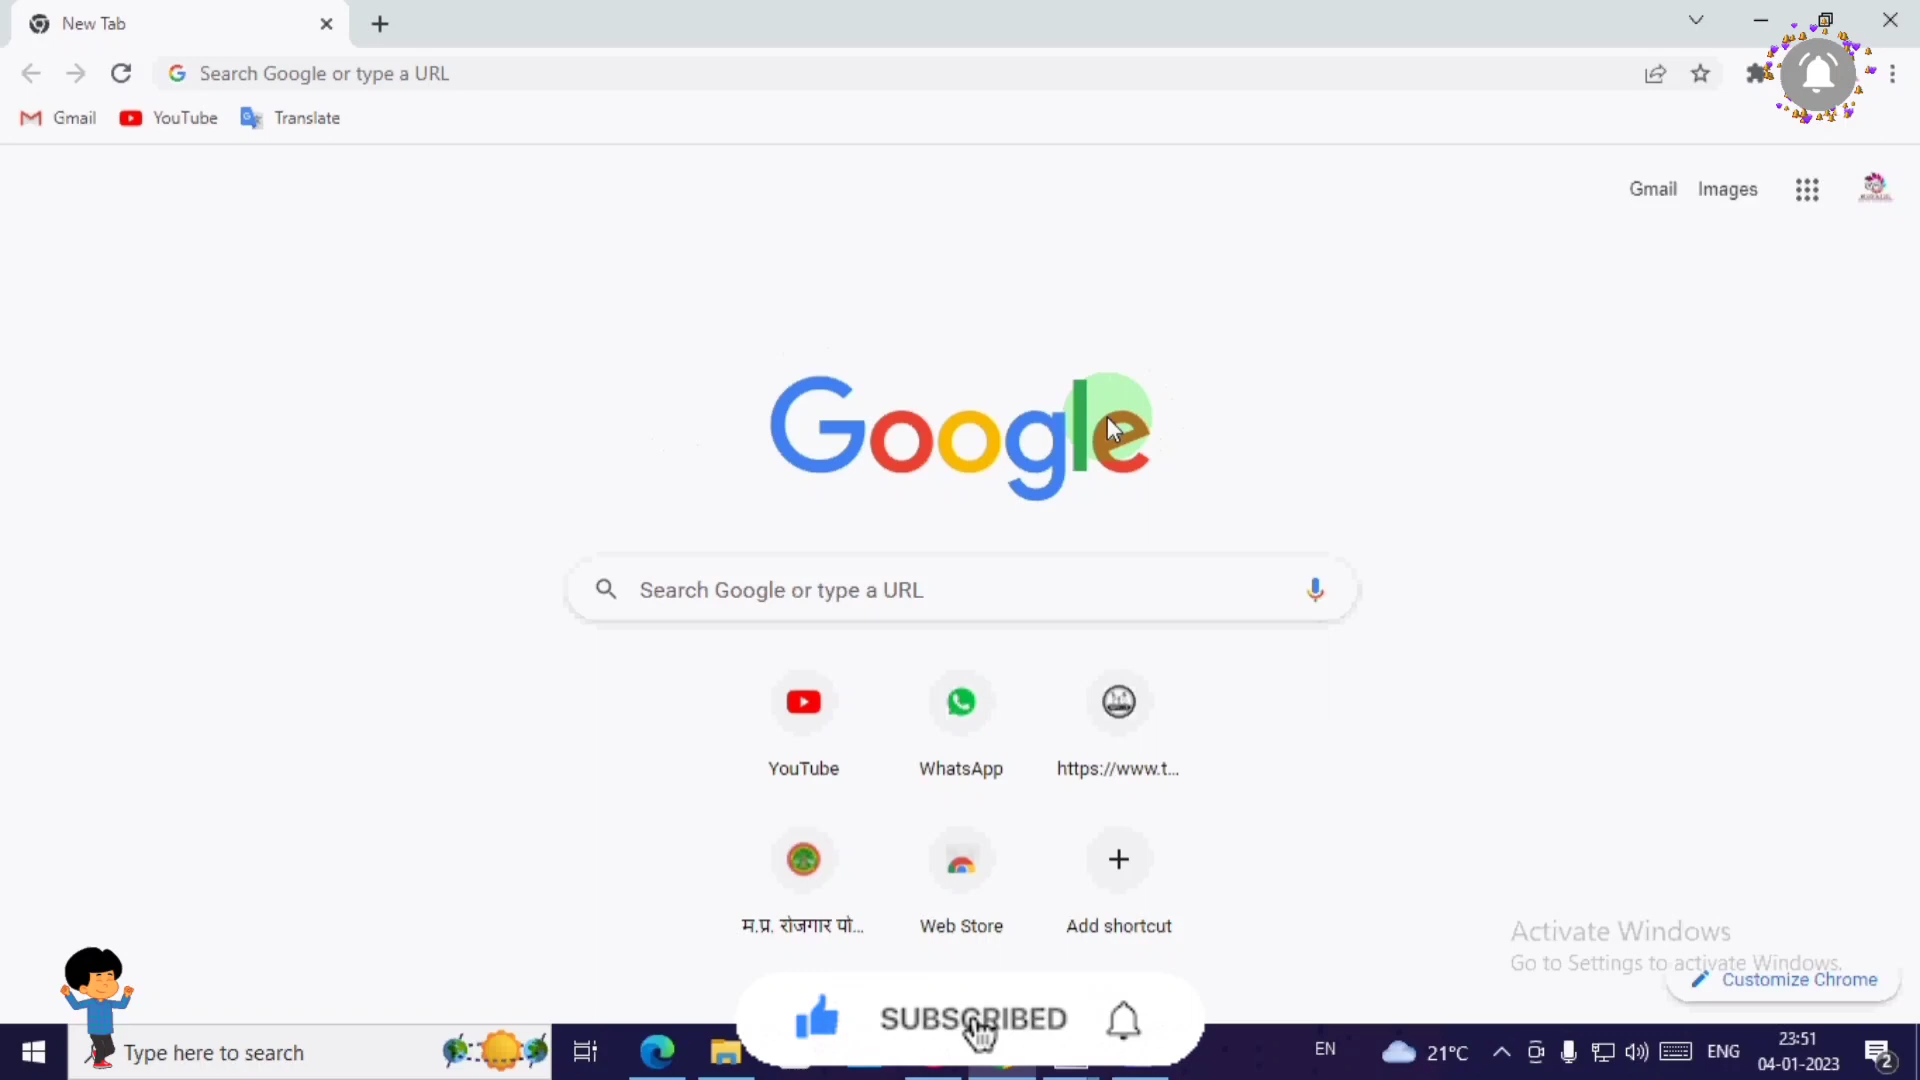 New Tab
Search Google or type a URL
Gmail
YouTube
Translate
Gmail
Images
Google
Search Google or type a URL
YouTube
WhatsApp
https://www.t...
म.प्र. रोजगार पो...
Web Store
Add shortcut
Activate Windows
Go to Settings to activate Windows.
Customize Chrome
SUBSCRIBED
Type here to search
EN
21°C
ENG
23:51
04-01-2023
2